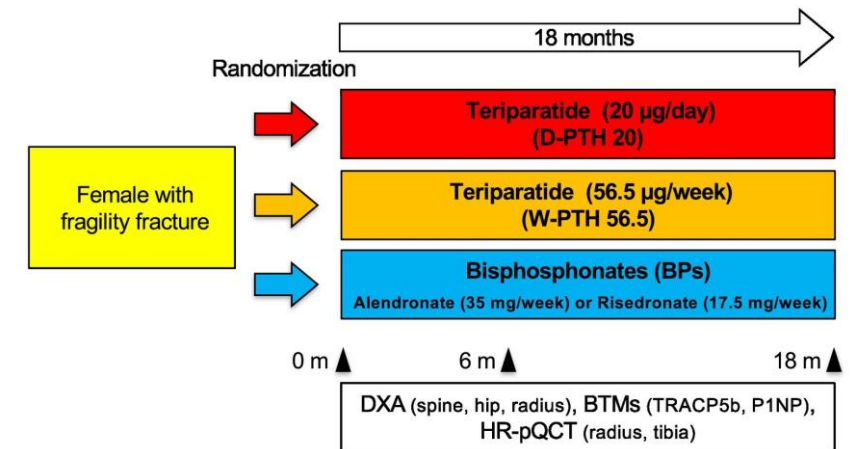 18 months
Randomization
Teriparatide (20 µg/day)
(D-PTH 20)
Female with
fragility fracture
Teriparatide (56.5 µg/week)
(W-PTH 56.5)
Bisphosphonates (BPs)
Alendronate (35 mg/week) or Risedronate (17.5 mg/week)
0 m 6 m 18 m
DXA (spine, hip, radius), BTMs (TRACP5b, P1NP),
HR-pQCT (radius, tibia)